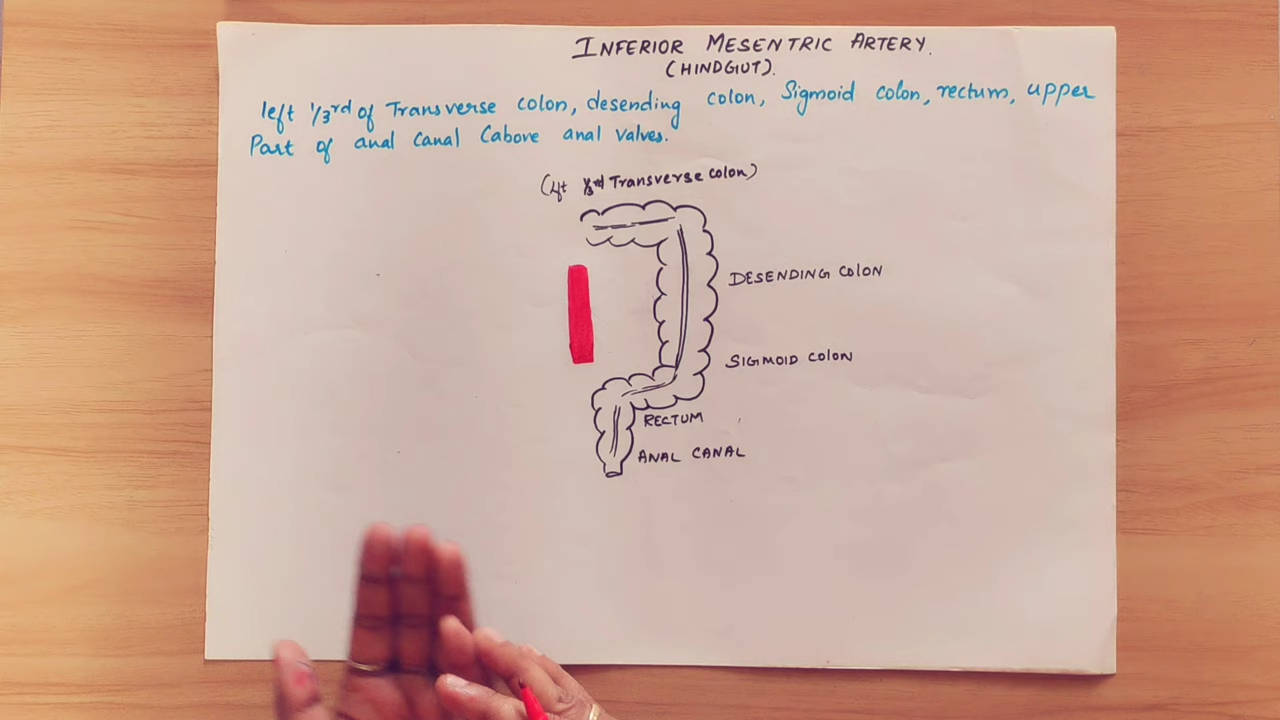 INFERIOR MESENTRIC ARTERY.
(HINDGUT).
left 1/3rd of Transverse colon, desending colon, Sigmoid colon, rectum, upper
Part of anal canal Cabove anal valves.
(Lft 1/3rd Transverse colon)
DESENDING COLON
SIGMOID COLON
RECTUM
ANAL CANAL